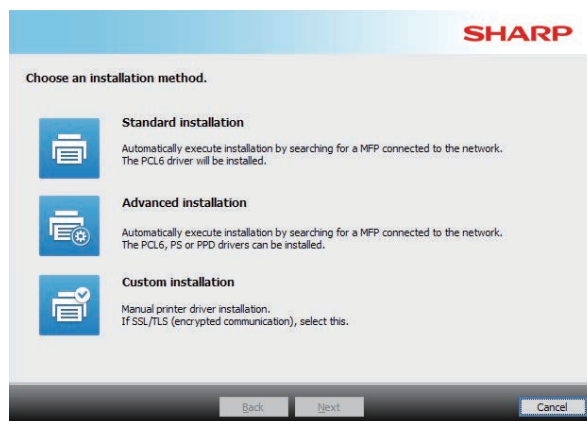 SHARP
Choose an installation method.
Standard installation
Automatically execute installation by searching for a MFP connected to the network.
The PCL6 driver will be installed.
Advanced installation
Automatically execute installation by searching for a MFP connected to the network.
The PCL6, PS or PPD drivers can be installed.
Custom installation
Manual printer driver installation.
If SSL/TLS (encrypted communication), select this.
Back Next Cancel